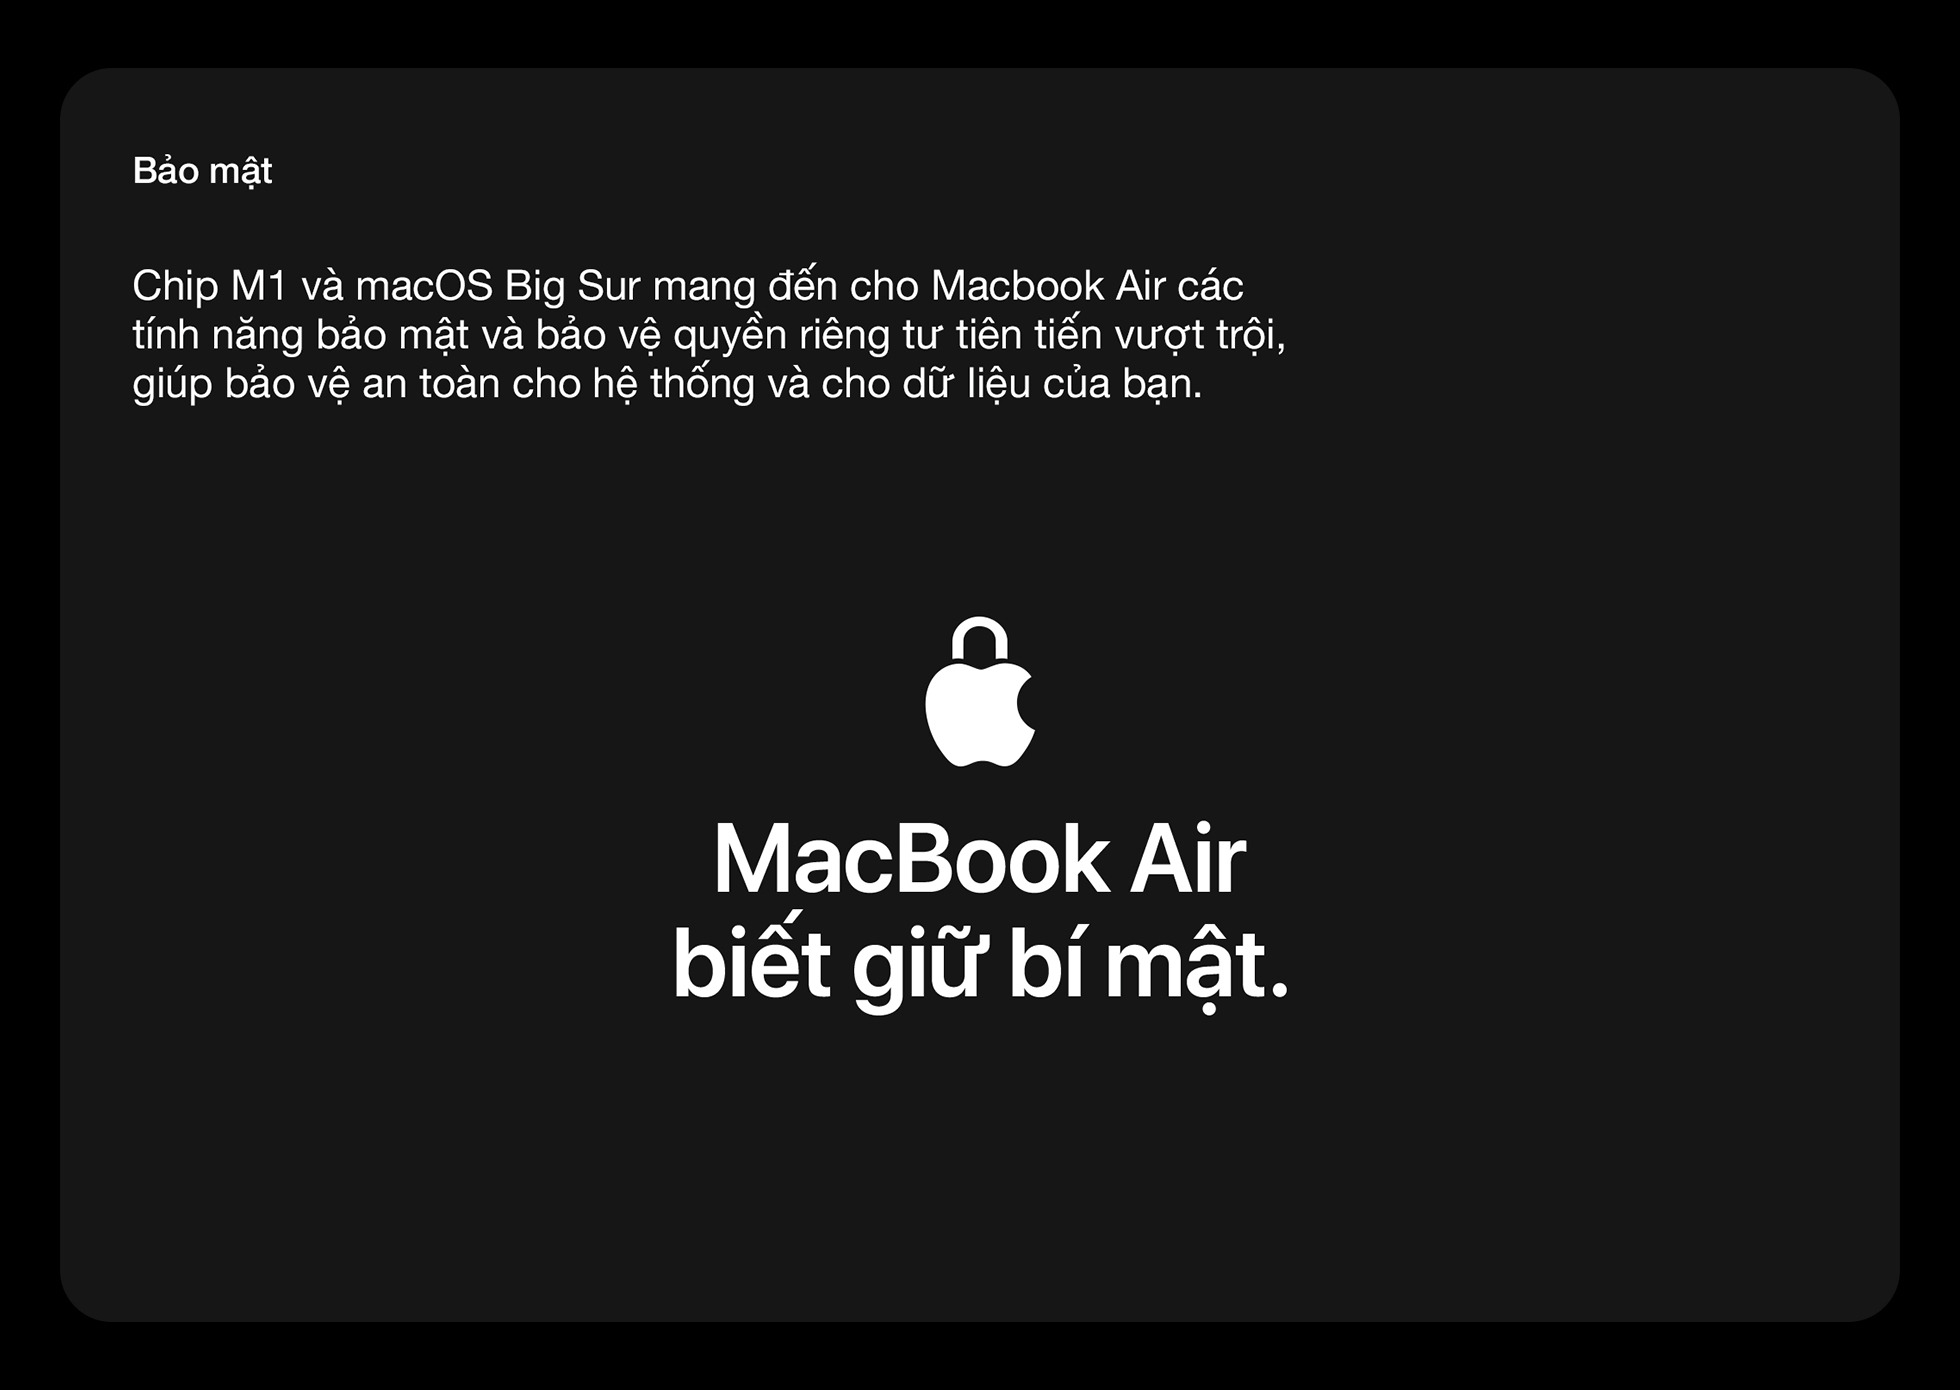 Bảo mật
Chip M1 và macOS Big Sur mang đến cho Macbook Air các
tính năng bảo mật và bảo vệ quyền riêng tư tiên tiến vượt trội,
giúp bảo vệ an toàn cho hệ thống và cho dữ liệu của bạn.
MacBook Air
biết giữ bí mật.